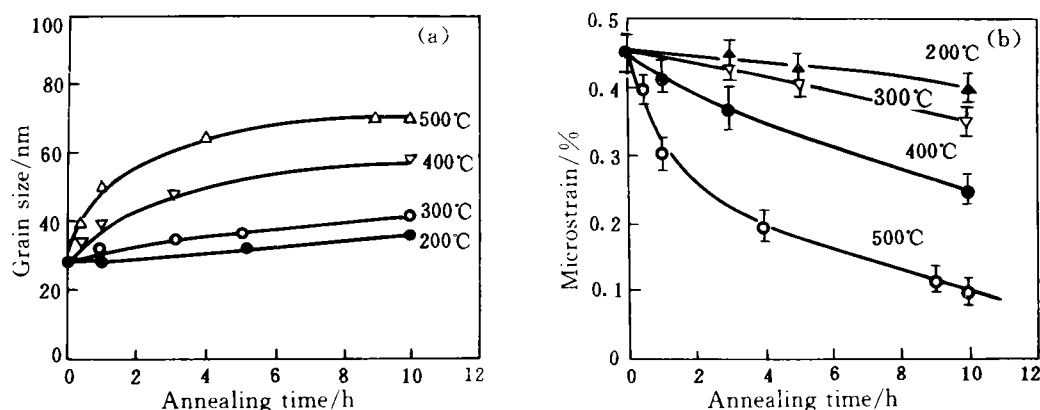 (a)
Grain size/nm
100
80
60
40
20
0
500℃
400℃
300℃
200℃
0 2 4 6 8 10 12
Annealing time/h
(b)
Microstrain/%
0.5
0.4
0.3
0.2
0.1
0
200℃
300℃
400℃
500℃
0 2 4 6 8 10 12
Annealing time/h